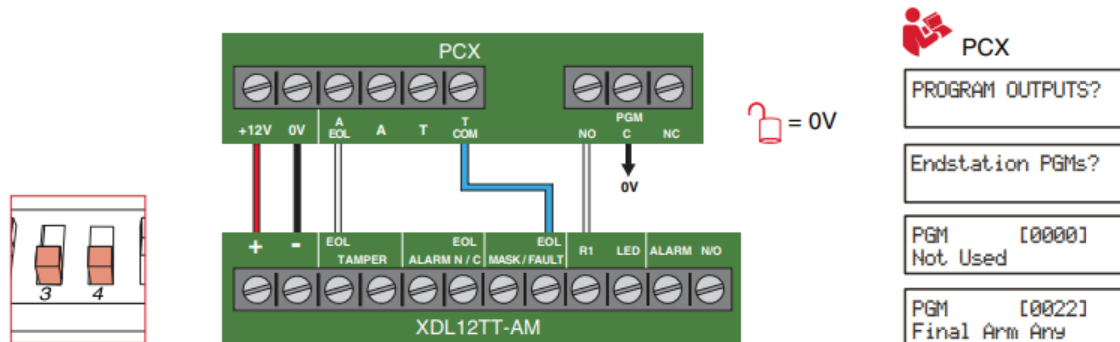 PCX
+12V 0V A EOL A T T COM NO PGM C NC
0V
= 0V
3 4
+ - EOL TAMPER EOL ALARM N / C EOL MASK / FAULT R1 LED ALARM N/O
XDL12TT-AM
PCX
PROGRAM OUTPUTS?
Endstation PGMs?
PGM [0000]
Not Used
PGM [0022]
Final Arm Any